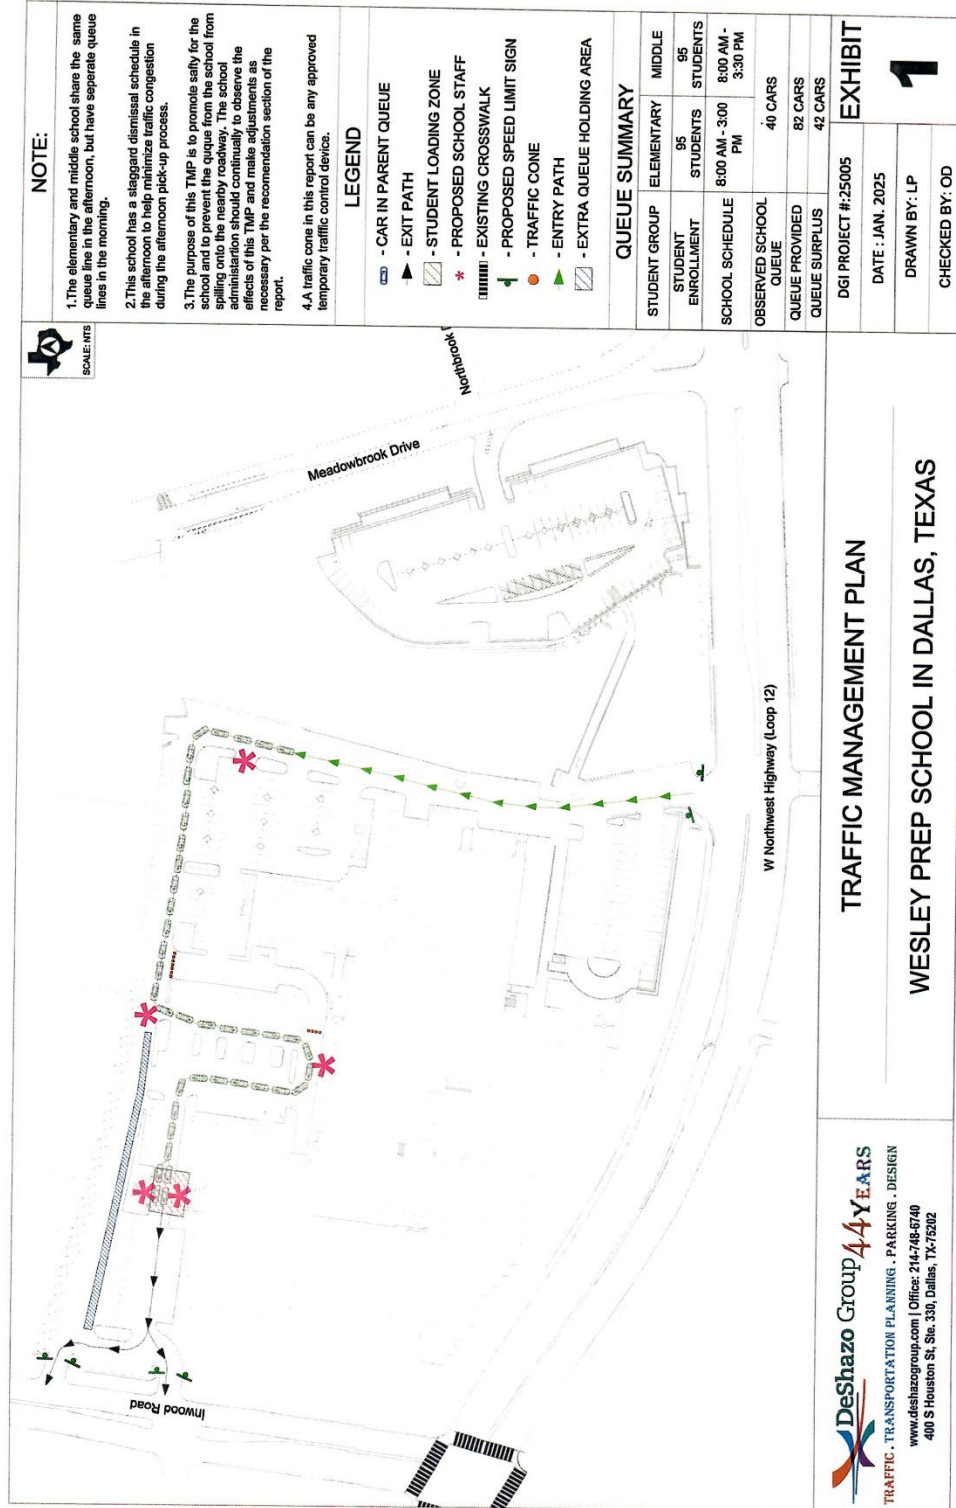 NOTE:
1.The elementary and middle school share the same
queue line in the afternoon, but have seperate queue
lines in the morning.
2.This school has a staggard dismissal schedule in
the afternoon to help minimize traffic congestion
during the afternoon pick-up process.
3.The purpose of this TMP is to promote safty for the
school and to prevent the ququе from the school from
spilling onto the nearby roadway. The school
administartion should continually to observe the
effects of this TMP and make adjustments as
necessary per the recomendation section of the
report.
4.A traffic cone in this report can be any approved
temporary trafffic control device.
LEGEND
- CAR IN PARENT QUEUE
- EXIT PATH
- STUDENT LOADING ZONE
- PROPOSED SCHOOL STAFF
- EXISTING CROSSWALK
- PROPOSED SPEED LIMIT SIGN
- TRAFFIC CONE
- ENTRY PATH
- EXTRA QUEUE HOLDING AREA
QUEUE SUMMARY
STUDENT GROUP ELEMENTARY MIDDLE
STUDENT ENROLLMENT 95 STUDENTS 95 STUDENTS
SCHOOL SCHEDULE 8:00 AM - 3:00 PM 8:00 AM - 3:30 PM
OBSERVED SCHOOL QUEUE 40 CARS
QUEUE PROVIDED 82 CARS
QUEUE SURPLUS 42 CARS
DGI PROJECT #:25005
DATE : JAN. 2025
DRAWN BY: LP
CHECKED BY: OD
EXHIBIT
1
SCALE: NTS
Meadowbrook Drive
Northbrook
W Northwest Highway (Loop 12)
Inwood Road
TRAFFIC MANAGEMENT PLAN
WESLEY PREP SCHOOL IN DALLAS, TEXAS
DeShazo Group 44 YEARS
TRAFFIC . TRANSPORTATION PLANNING . PARKING . DESIGN
www.deshazogroup.com | Office: 214-748-6740
400 S Houston St, Ste. 330, Dallas, TX-75202